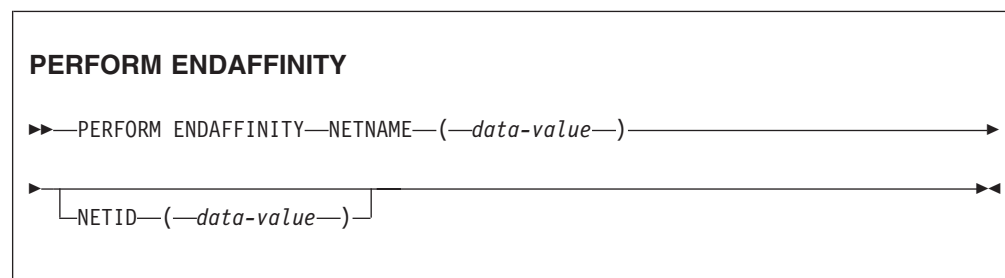 PERFORM ENDAFFINITY
PERFORM ENDAFFINITY NETNAME ( data-value )
NETID ( data-value )